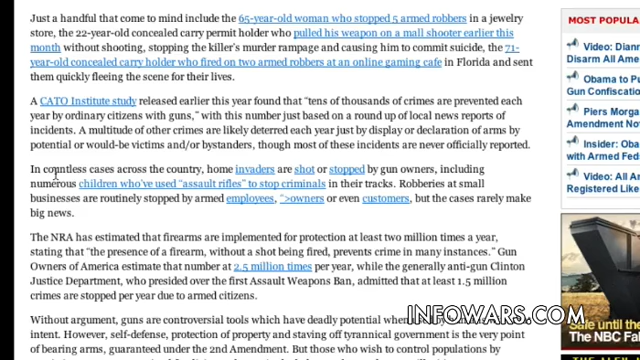 Just a handful that come to mind include the 65-year-old woman who stopped 5 armed robbers in a jewelry
store, the 22-year-old concealed carry permit holder who pulled his weapon on a mall shooter earlier this
month without shooting, stopping the killer's murder rampage and causing him to commit suicide, the 71-
year-old concealed carry holder who fired on two armed robbers at an online gaming cafe in Florida and sent
them quickly fleeing the scene for their lives.
A CATO Institute study released earlier this year found that "tens of thousands of crimes are prevented each
year by ordinary citizens with guns," with this number just based on a round up of local news reports of
incidents. A multitude of other crimes are likely deterred each year just by display or declaration of arms by
potential or would-be victims and/or bystanders, though most of these incidents are never officially reported.
In countless cases across the country, home invaders are shot or stopped by gun owners, including
numerous children who've used "assault rifles" to stop criminals in their tracks. Robberies at small
businesses are routinely stopped by armed employees, ">owners or even customers, but the cases rarely make
big news.
The NRA has estimated that firearms are implemented for protection at least two million times a year,
stating that "the presence of a firearm, without a shot being fired, prevents crime in many instances." Gun
Owners of America estimate that number at 2.5 million times per year, while the generally anti-gun Clinton
Justice Department, who presided over the first Assault Weapons Ban, admitted that at least 1.5 million
crimes are stopped per year due to armed citizens.
Without argument, guns are controversial tools which have deadly potential when
intent. However, self-defense, protection of property and staving off tyrannical government is the very point
of bearing arms, guaranteed under the 2nd Amendment. But those who wish to control populations by
MOST POPULA
Video: Diann
Disarm All Ame
Obama to Pu
Gun Confiscatio
Piers Morga
Amendment Not
Insider: Oba
with Armed Fed
Video: All Ar
Registered Like
INFOWARS.COM
Safe until the
The NBC Fa